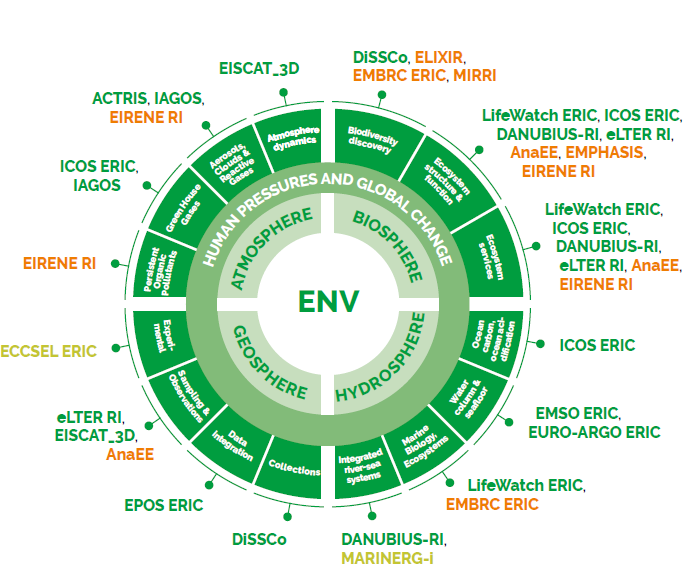 EISCAT_3D
DiSSCo, ELIXIR,
EMBRC ERIC, MIRRI
ACTRIS, IAGOS,
EIRENE RI
LifeWatch ERIC, ICOS ERIC,
DANUBIUS-RI, eLTER RI,
AnaEE, EMPHASIS,
EIRENE RI
ICOS ERIC,
IAGOS
LifeWatch ERIC,
ICOS ERIC,
DANUBIUS-RI,
eLTER RI, AnaEE,
EIRENE RI
EIRENE RI
ECCSEL ERIC
ICOS ERIC
eLTER RI,
EISCAT_3D,
AnaEE
EMSO ERIC,
EURO-ARGO ERIC
EPOS ERIC
LifeWatch ERIC,
EMBRC ERIC
DiSSCo
DANUBIUS-RI,
MARINERG-i
Atmosphere
dynamics
Biodiversity
discovery
Aerosols,
Clouds &
Reactive
Gases
Ecosystem
structure &
function
Green House
Gases
Ecosystem
services
Persistent
Organic
Pollutants
Ocean
carbon,
ocean aci-
dification
Experi-
mental
Water
column &
seafloor
Sampling &
Observations
Marine
Biology,
Ecosystems
Data
Integration
Collections
Integrated
river-sea
systems
HUMAN PRESSURES AND GLOBAL CHANGE
ATMOSPHERE
BIOSPHERE
ENV
GEOSPHERE
HYDROSPHERE